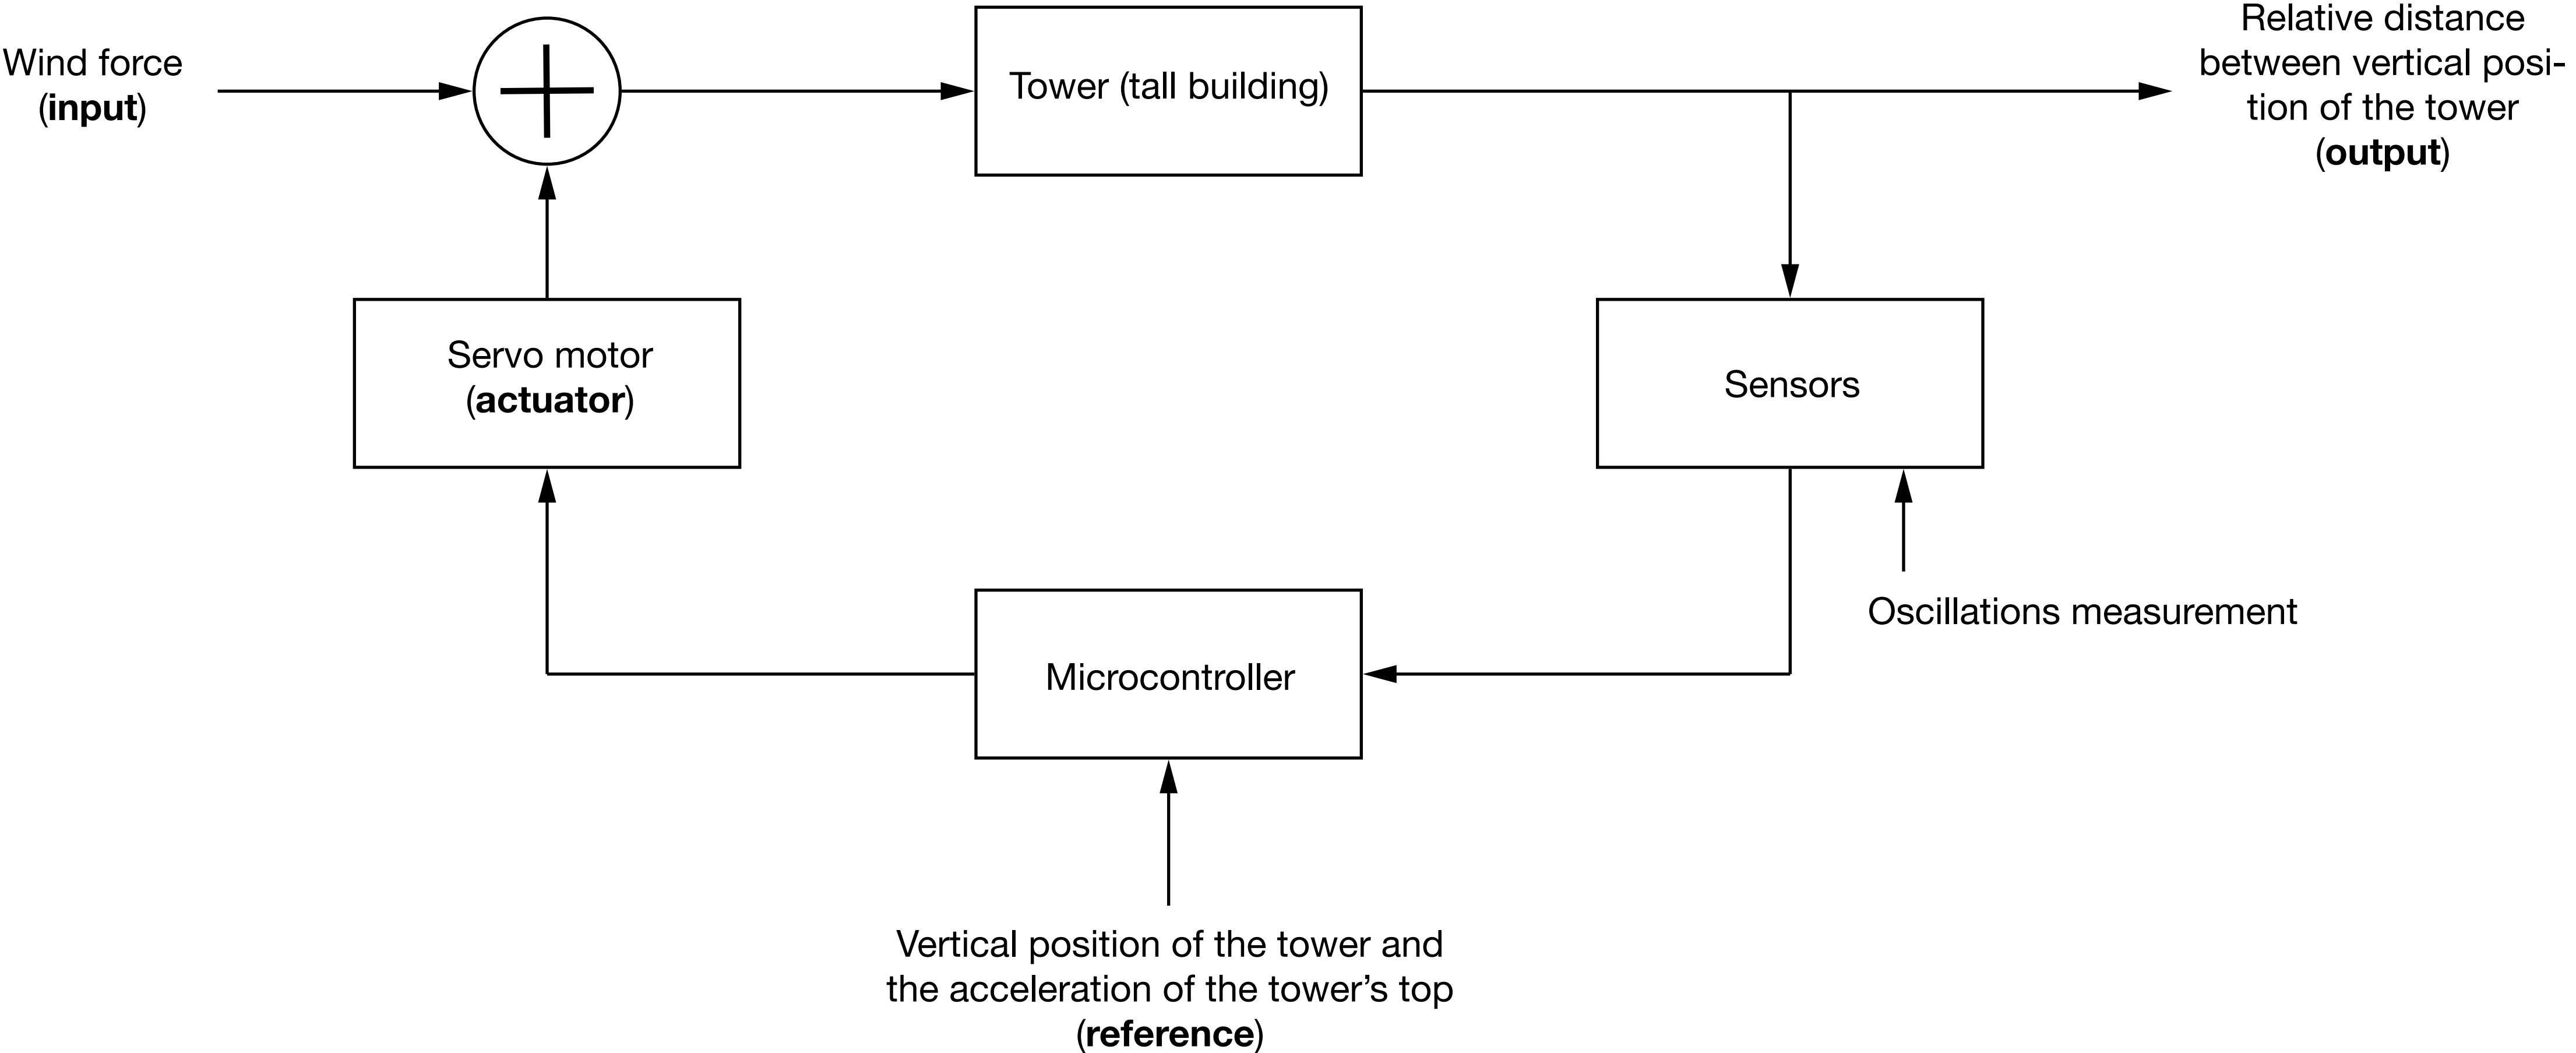 Wind force
(input)
Tower (tall building)
Relative distance
between vertical posi-
tion of the tower
(output)
Servo motor
(actuator)
Sensors
Oscillations measurement
Microcontroller
Vertical position of the tower and
the acceleration of the tower’s top
(reference)